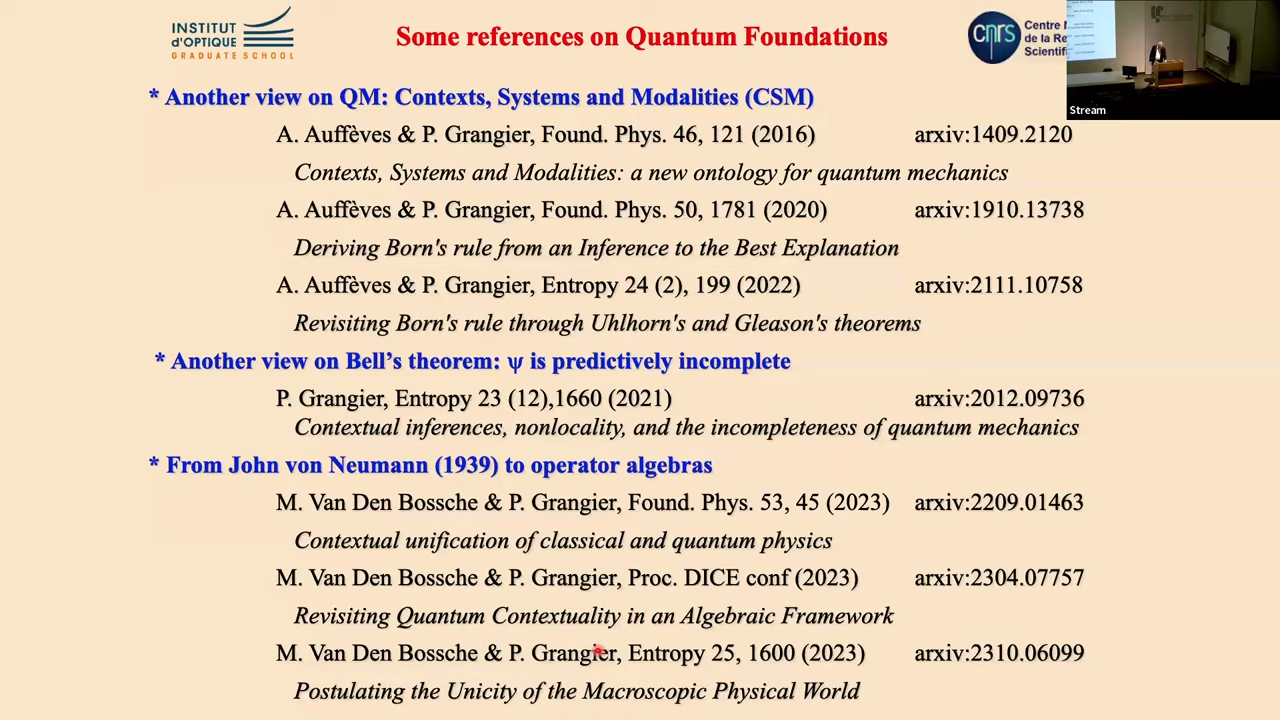 INSTITUT
d'OPTIQUE
GRADUATE SCHOOL
Some references on Quantum Foundations
cnrs
Centre
de la Re
Scientifi
Stream
* Another view on QM: Contexts, Systems and Modalities (CSM)
A. Auffèves & P. Grangier, Found. Phys. 46, 121 (2016) arxiv:1409.2120
Contexts, Systems and Modalities: a new ontology for quantum mechanics
A. Auffèves & P. Grangier, Found. Phys. 50, 1781 (2020) arxiv:1910.13738
Deriving Born's rule from an Inference to the Best Explanation
A. Auffèves & P. Grangier, Entropy 24 (2), 199 (2022) arxiv:2111.10758
Revisiting Born's rule through Uhlhorn's and Gleason's theorems
* Another view on Bell’s theorem: ψ is predictively incomplete
P. Grangier, Entropy 23 (12),1660 (2021) arxiv:2012.09736
Contextual inferences, nonlocality, and the incompleteness of quantum mechanics
* From John von Neumann (1939) to operator algebras
M. Van Den Bossche & P. Grangier, Found. Phys. 53, 45 (2023) arxiv:2209.01463
Contextual unification of classical and quantum physics
M. Van Den Bossche & P. Grangier, Proc. DICE conf (2023) arxiv:2304.07757
Revisiting Quantum Contextuality in an Algebraic Framework
M. Van Den Bossche & P. Grangier, Entropy 25, 1600 (2023) arxiv:2310.06099
Postulating the Unicity of the Macroscopic Physical World